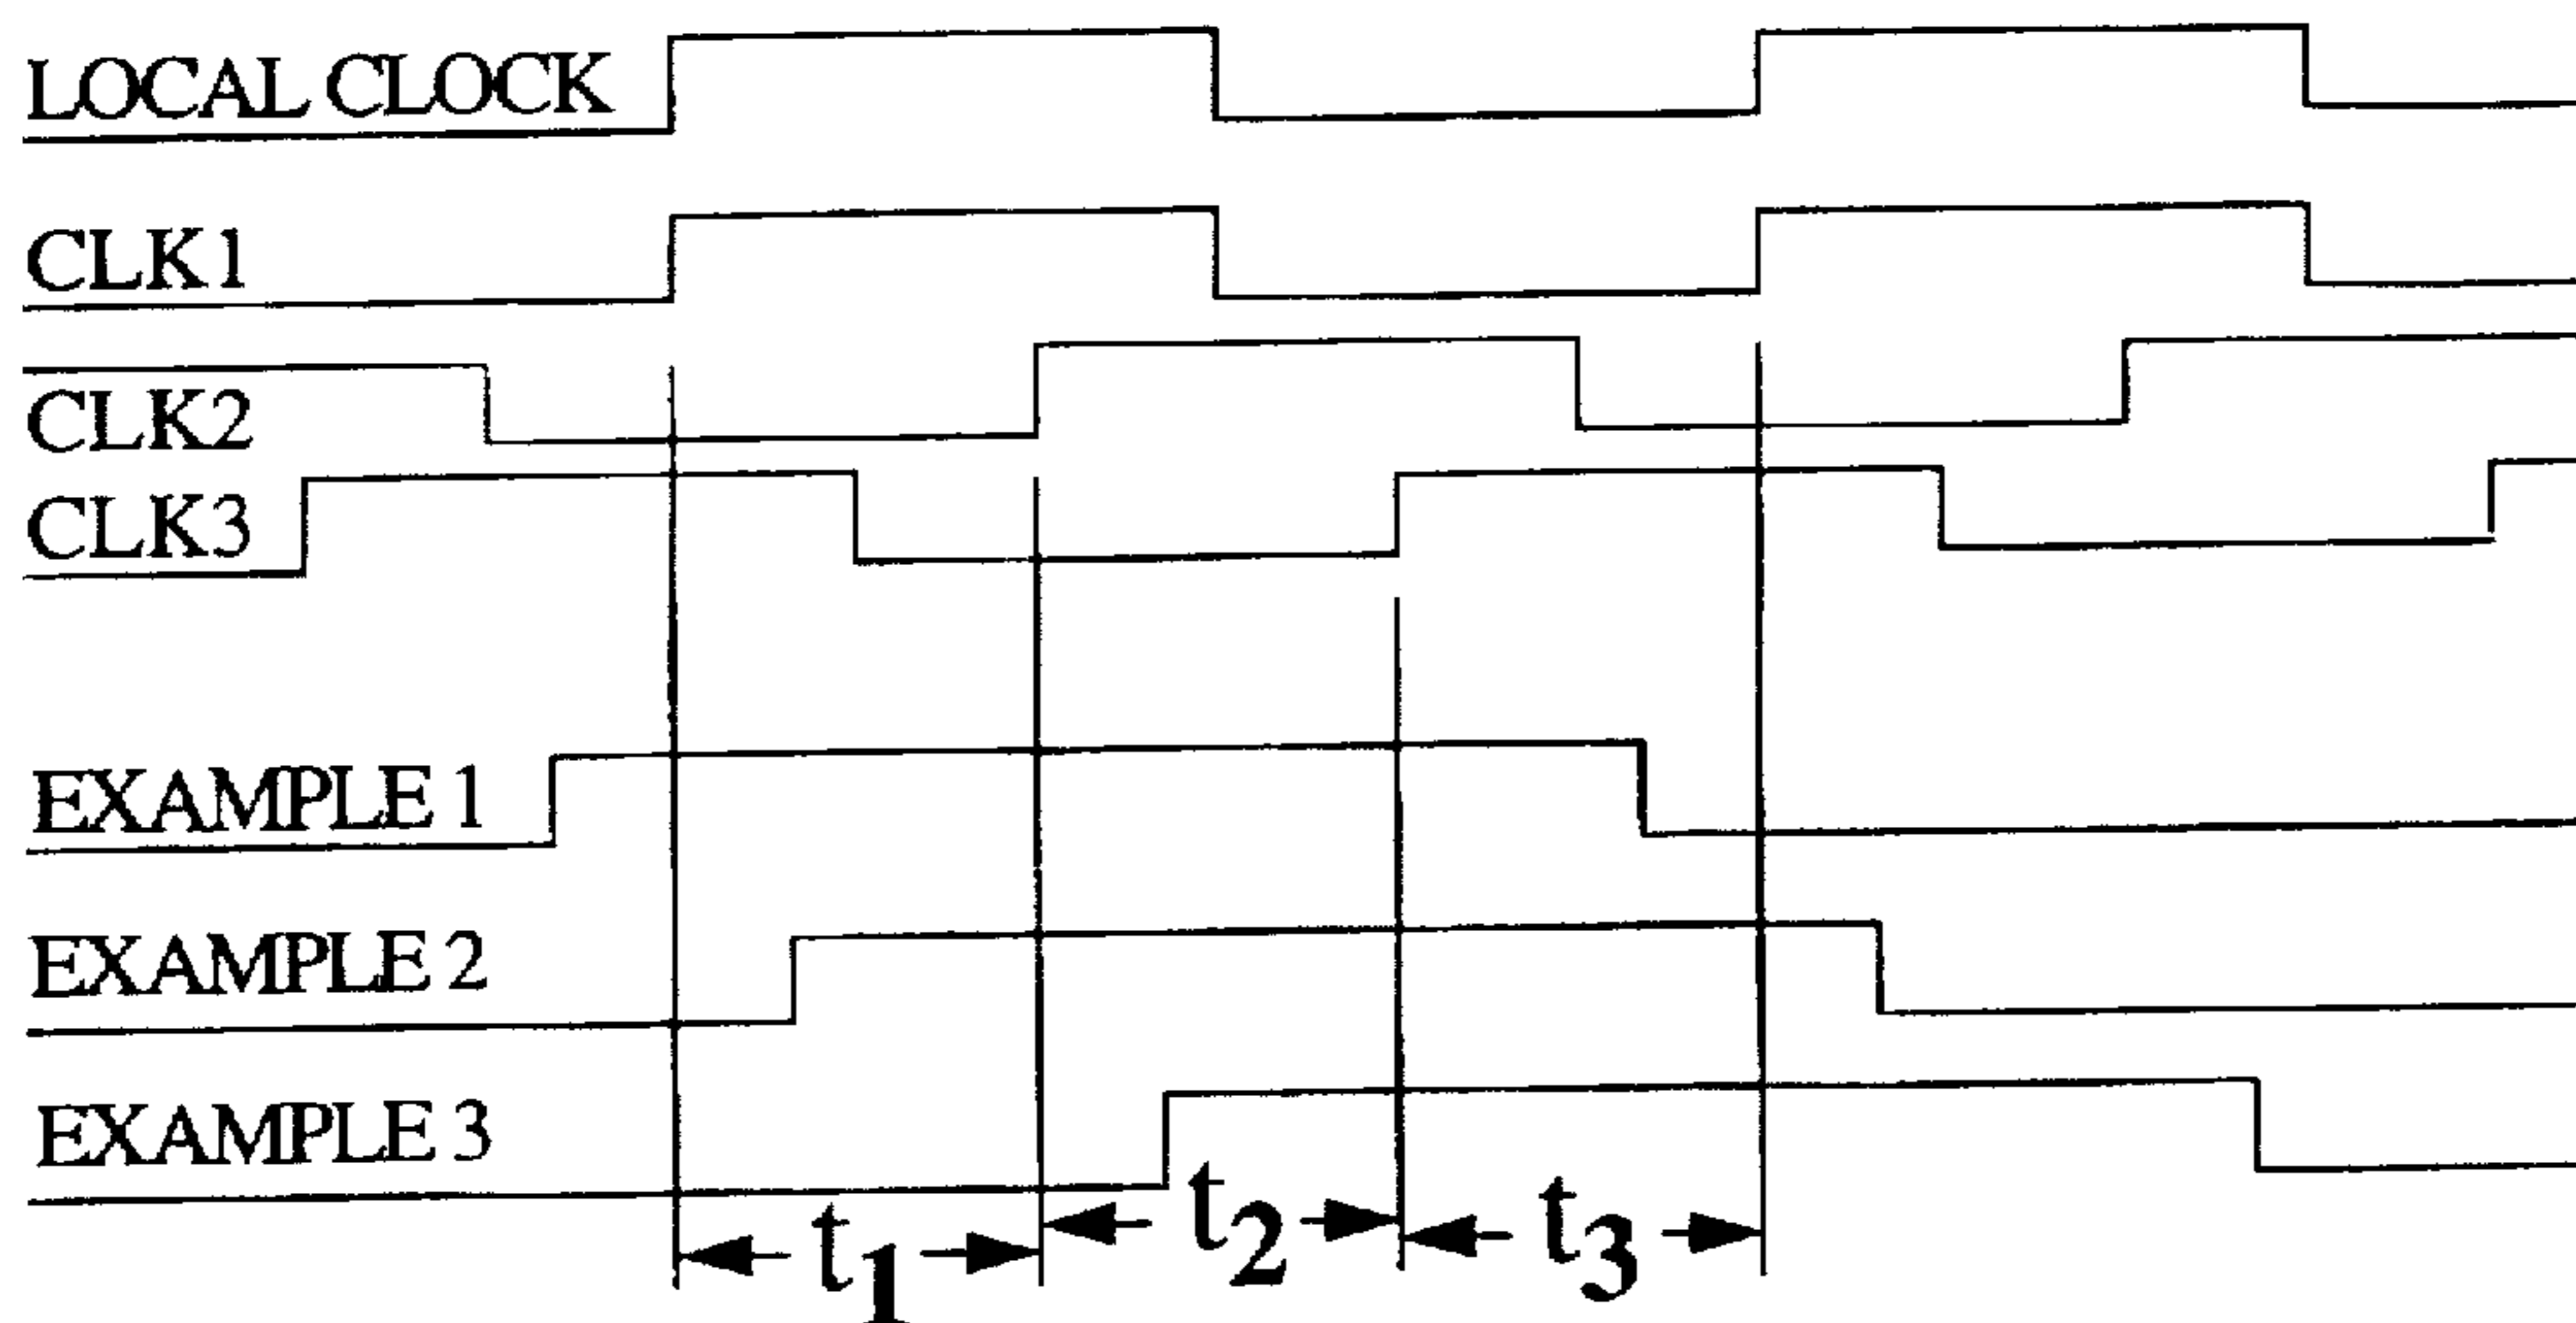 LOCAL CLOCK
CLK1
CLK2
CLK3
EXAMPLE 1
EXAMPLE 2
EXAMPLE 3
t1 t2 t3